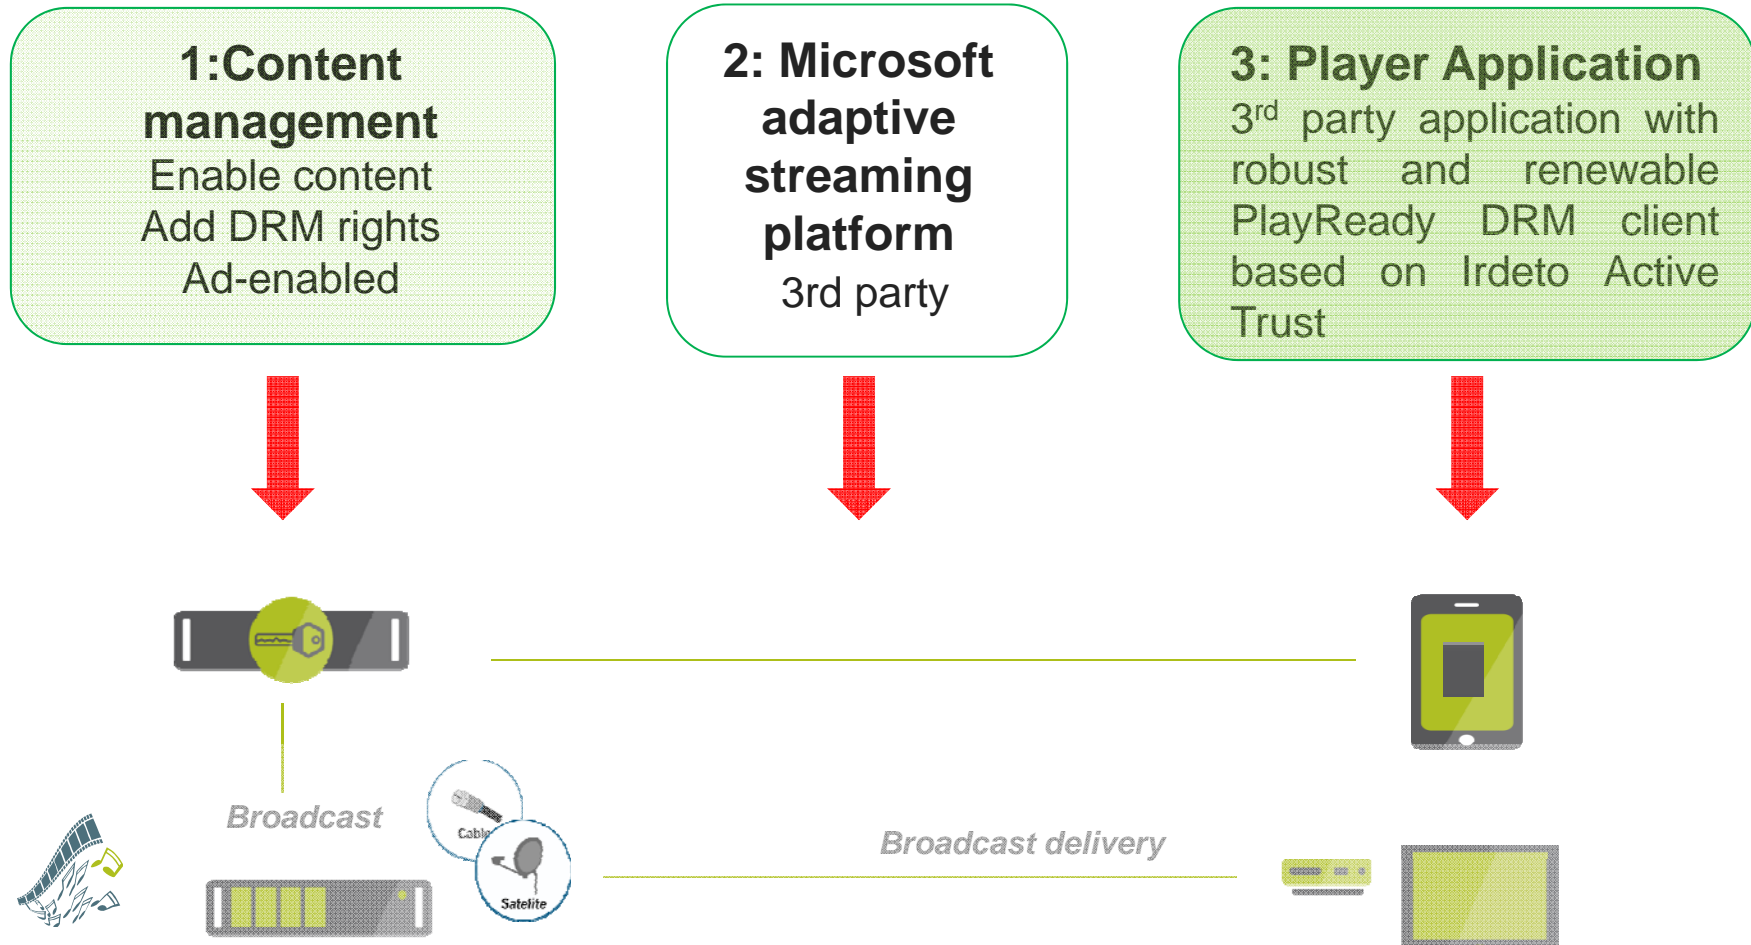 1:Content
management
Enable content
Add DRM rights
Ad-enabled
2: Microsoft
adaptive
streaming
platform
3rd party
3: Player Application
3rd party application with
robust and renewable
PlayReady DRM client
based on Irdeto Active
Trust
Broadcast
Cable
Satelite
Broadcast delivery